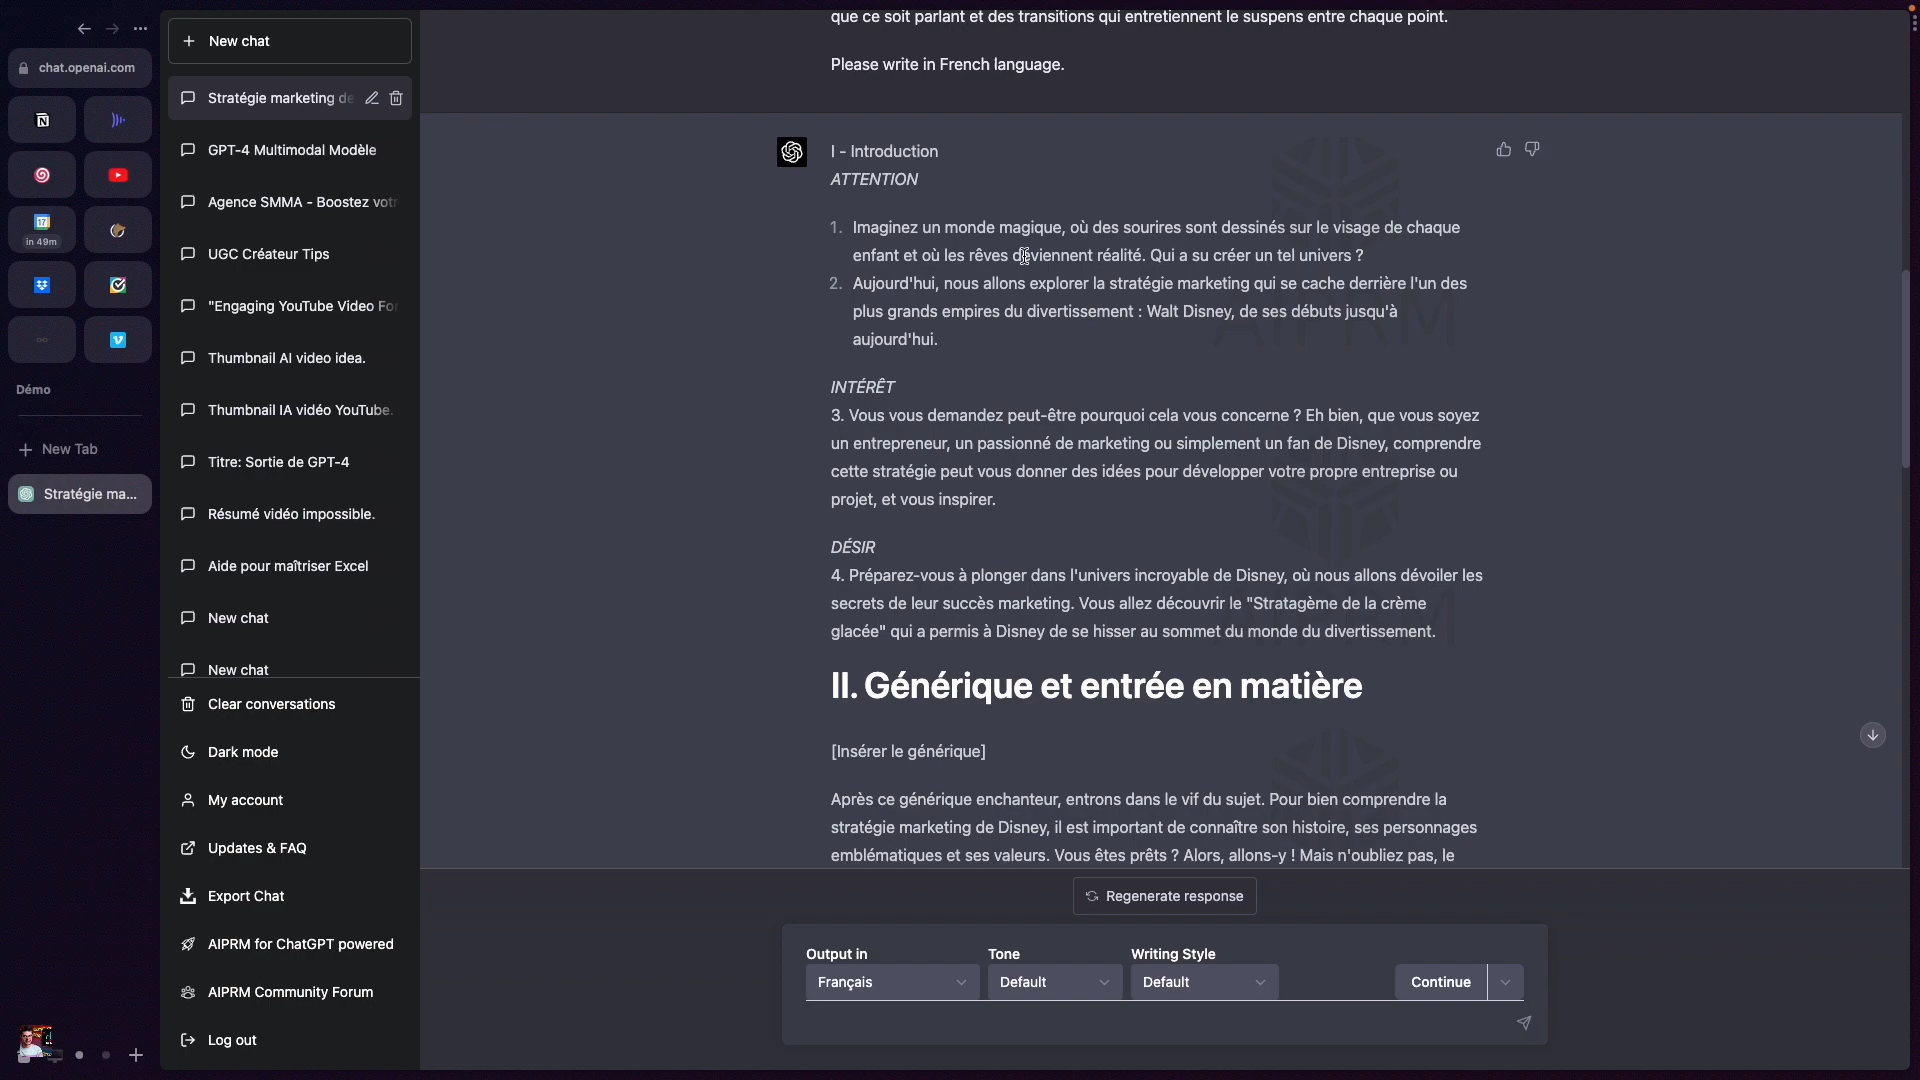 chat.openai.com
in 49m
Démo
New Tab
Stratégie ma...
New chat
Stratégie marketing de
GPT-4 Multimodal Modèle
Agence SMMA - Boostez votr
UGC Créateur Tips
"Engaging YouTube Video For
Thumbnail AI video idea.
Thumbnail IA vidéo YouTube.
Titre: Sortie de GPT-4
Résumé vidéo impossible.
Aide pour maîtriser Excel
New chat
New chat
Clear conversations
Dark mode
My account
Updates & FAQ
Export Chat
AIPRM for ChatGPT powered
AIPRM Community Forum
Log out
que ce soit parlant et des transitions qui entretiennent le suspens entre chaque point.
Please write in French language.
I - Introduction
ATTENTION
1. Imaginez un monde magique, où des sourires sont dessinés sur le visage de chaque
enfant et où les rêves deviennent réalité. Qui a su créer un tel univers ?
2. Aujourd'hui, nous allons explorer la stratégie marketing qui se cache derrière l'un des
plus grands empires du divertissement : Walt Disney, de ses débuts jusqu'à
aujourd'hui.
INTÉRÊT
3. Vous vous demandez peut-être pourquoi cela vous concerne ? Eh bien, que vous soyez
un entrepreneur, un passionné de marketing ou simplement un fan de Disney, comprendre
cette stratégie peut vous donner des idées pour développer votre propre entreprise ou
projet, et vous inspirer.
DÉSIR
4. Préparez-vous à plonger dans l'univers incroyable de Disney, où nous allons dévoiler les
secrets de leur succès marketing. Vous allez découvrir le "Stratagème de la crème
glacée" qui a permis à Disney de se hisser au sommet du monde du divertissement.
II. Générique et entrée en matière
[Insérer le générique]
Après ce générique enchanteur, entrons dans le vif du sujet. Pour bien comprendre la
stratégie marketing de Disney, il est important de connaître son histoire, ses personnages
emblématiques et ses valeurs. Vous êtes prêts ? Alors, allons-y ! Mais n'oubliez pas, le
AIPRM
AIPRM
Regenerate response
Output in Tone Writing Style
Français Default Default Continue